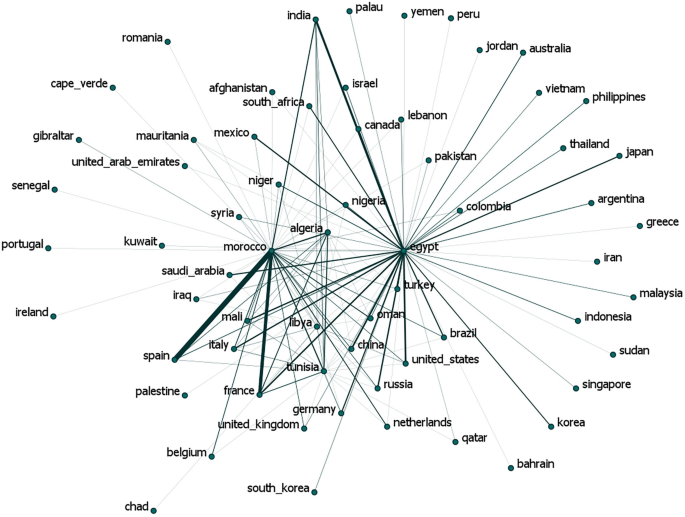 palau
yemen
peru
india
romania
jordan
australia
cape_verde
afghanistan
israel
vietnam
philippines
south_africa
lebanon
canada
gibraltar
mauritania
mexico
thailand
japan
united_arab_emirates
pakistan
senegal
niger
nigeria
colombia
argentina
syria
algeria
greece
portugal
kuwait
morocco
egypt
iran
saudi_arabia
turkey
iraq
malaysia
ireland
mali
libya
oman
indonesia
brazil
spain
italy
china
sudan
tunisia
united_states
palestine
france
russia
singapore
germany
united_kingdom
netherlands
korea
qatar
belgium
bahrain
south_korea
chad